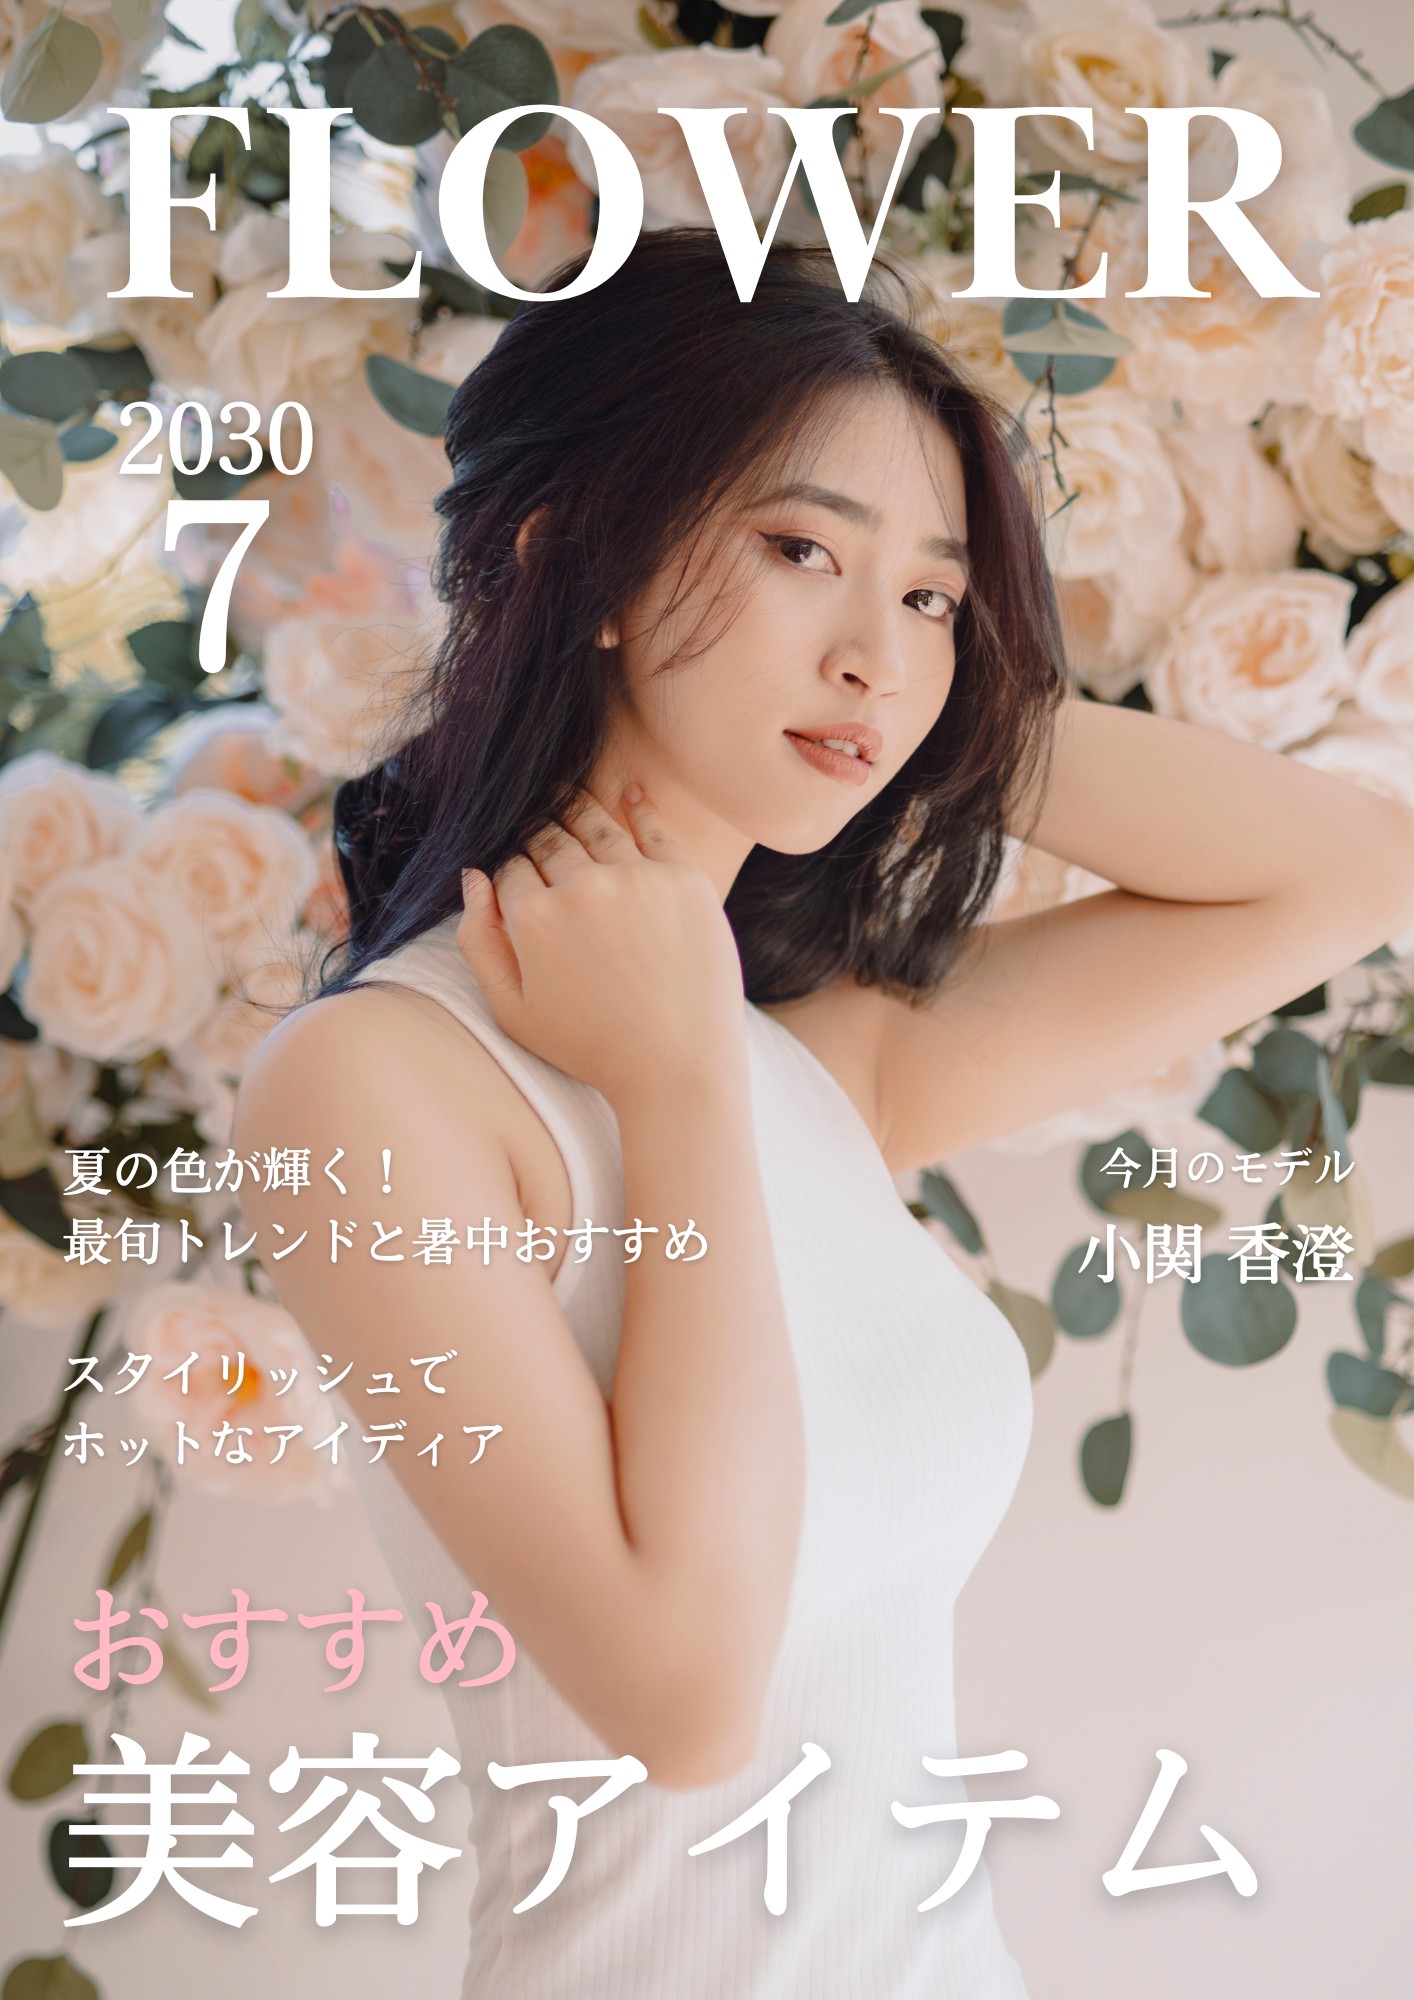 FLOWER
2030
7
夏の色が輝く！
最旬トレンドと暑中おすすめ
今月のモデル
小関 香澄
スタイリッシュで
ホットなアイディア
おすすめ
美容アイテム